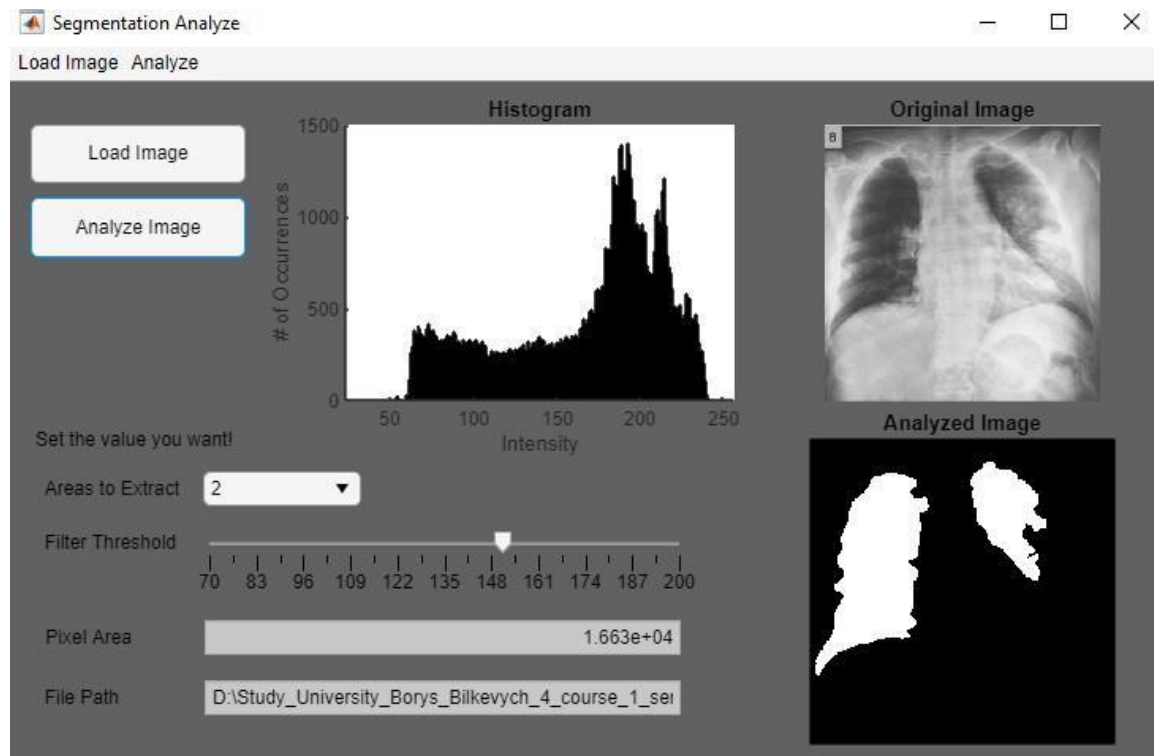 Segmentation Analyze
Load Image Analyze
Load Image
Analyze Image
Histogram
1500
1000
500
0
# of Occurrences
50 100 150 200 250
Intensity
Original Image
Analyzed Image
Set the value you want!
Areas to Extract 2
Filter Threshold
70 83 96 109 122 135 148 161 174 187 200
Pixel Area 1.663e+04
File Path D:\Study_University_Borys_Bilkevych_4_course_1_se